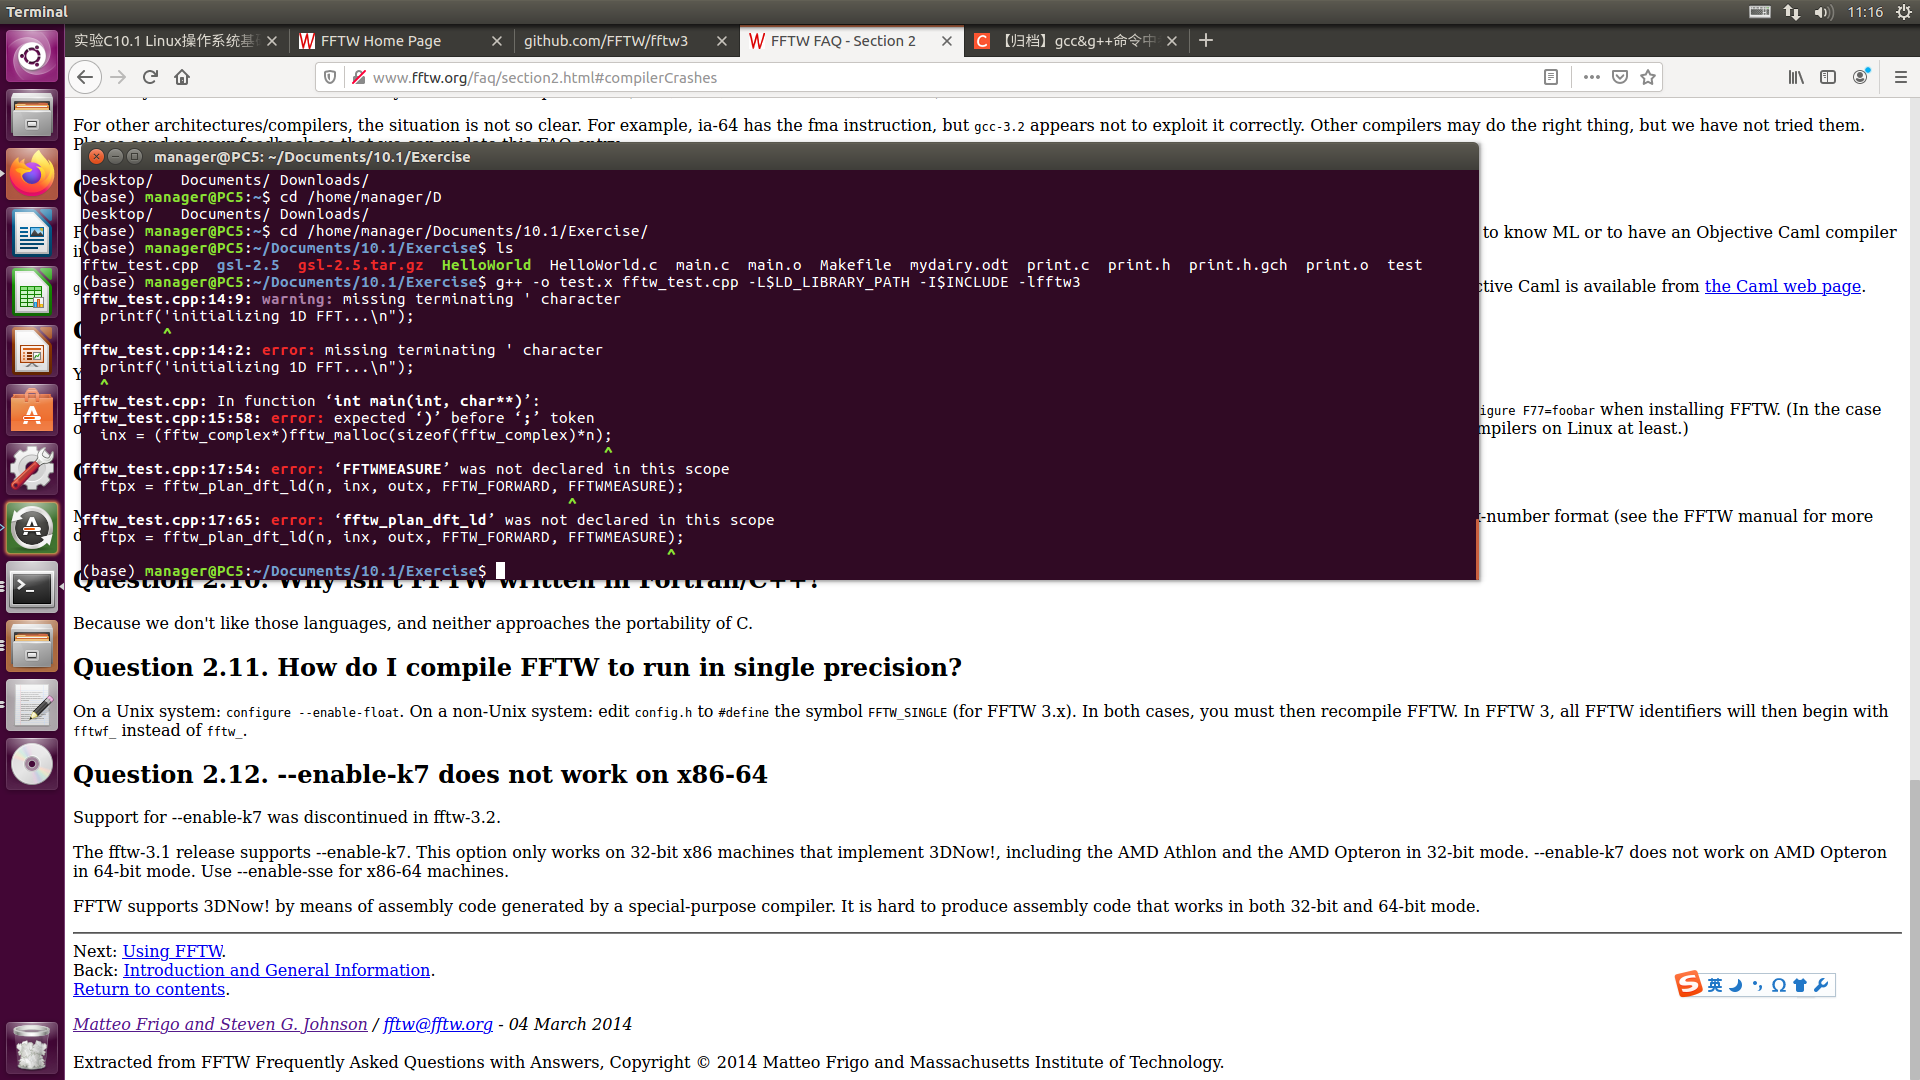 Terminal
11:16
实验C10.1 Linux操作系统基础
FFTW Home Page
github.com/FFTW/fftw3
FFTW FAQ - Section 2
【归档】gcc&g++命令中
www.fftw.org/faq/section2.html#compilerCrashes
For other architectures/compilers, the situation is not so clear. For example, ia-64 has the fma instruction, but gcc-3.2 appears not to exploit it correctly. Other compilers may do the right thing, but we have not tried them.
manager@PC5: ~/Documents/10.1/Exercise
Desktop/   Documents/ Downloads/
(base) manager@PC5:~$ cd /home/manager/D
Desktop/   Documents/ Downloads/
(base) manager@PC5:~$ cd /home/manager/Documents/10.1/Exercise/
(base) manager@PC5:~/Documents/10.1/Exercise$ ls
fftw_test.cpp  gsl-2.5  gsl-2.5.tar.gz  HelloWorld  HelloWorld.c  main.c  main.o  Makefile  mydairy.odt  print.c  print.h  print.h.gch  print.o  test
(base) manager@PC5:~/Documents/10.1/Exercise$ g++ -o test.x fftw_test.cpp -L$LD_LIBRARY_PATH -I$INCLUDE -lfftw3
fftw_test.cpp:14:9: warning: missing terminating ' character
printf('initializing 1D FFT...\n");
^
fftw_test.cpp:14:2: error: missing terminating ' character
printf('initializing 1D FFT...\n");
^
fftw_test.cpp: In function ‘int main(int, char**)’:
fftw_test.cpp:15:58: error: expected ‘)’ before ‘;’ token
inx = (fftw_complex*)fftw_malloc(sizeof(fftw_complex)*n);
^
fftw_test.cpp:17:54: error: ‘FFTWMEASURE’ was not declared in this scope
ftpx = fftw_plan_dft_ld(n, inx, outx, FFTW_FORWARD, FFTWMEASURE);
^
fftw_test.cpp:17:65: error: ‘fftw_plan_dft_ld’ was not declared in this scope
ftpx = fftw_plan_dft_ld(n, inx, outx, FFTW_FORWARD, FFTWMEASURE);
^
(base) manager@PC5:~/Documents/10.1/Exercise$
to know ML or to have an Objective Caml compiler
ctive Caml is available from the Caml web page.
igure F77=foobar when installing FFTW. (In the case
mpilers on Linux at least.)
x-number format (see the FFTW manual for more
Question 2.10. Why isn't FFTW written in Fortran/C++?
Because we don't like those languages, and neither approaches the portability of C.
Question 2.11. How do I compile FFTW to run in single precision?
On a Unix system: configure --enable-float. On a non-Unix system: edit config.h to #define the symbol FFTW_SINGLE (for FFTW 3.x). In both cases, you must then recompile FFTW. In FFTW 3, all FFTW identifiers will then begin with
fftwf_ instead of fftw_.
Question 2.12. --enable-k7 does not work on x86-64
Support for --enable-k7 was discontinued in fftw-3.2.
The fftw-3.1 release supports --enable-k7. This option only works on 32-bit x86 machines that implement 3DNow!, including the AMD Athlon and the AMD Opteron in 32-bit mode. --enable-k7 does not work on AMD Opteron
in 64-bit mode. Use --enable-sse for x86-64 machines.
FFTW supports 3DNow! by means of assembly code generated by a special-purpose compiler. It is hard to produce assembly code that works in both 32-bit and 64-bit mode.
Next: Using FFTW.
Back: Introduction and General Information.
Return to contents.
英
Matteo Frigo and Steven G. Johnson / fftw@fftw.org - 04 March 2014
Extracted from FFTW Frequently Asked Questions with Answers, Copyright © 2014 Matteo Frigo and Massachusetts Institute of Technology.